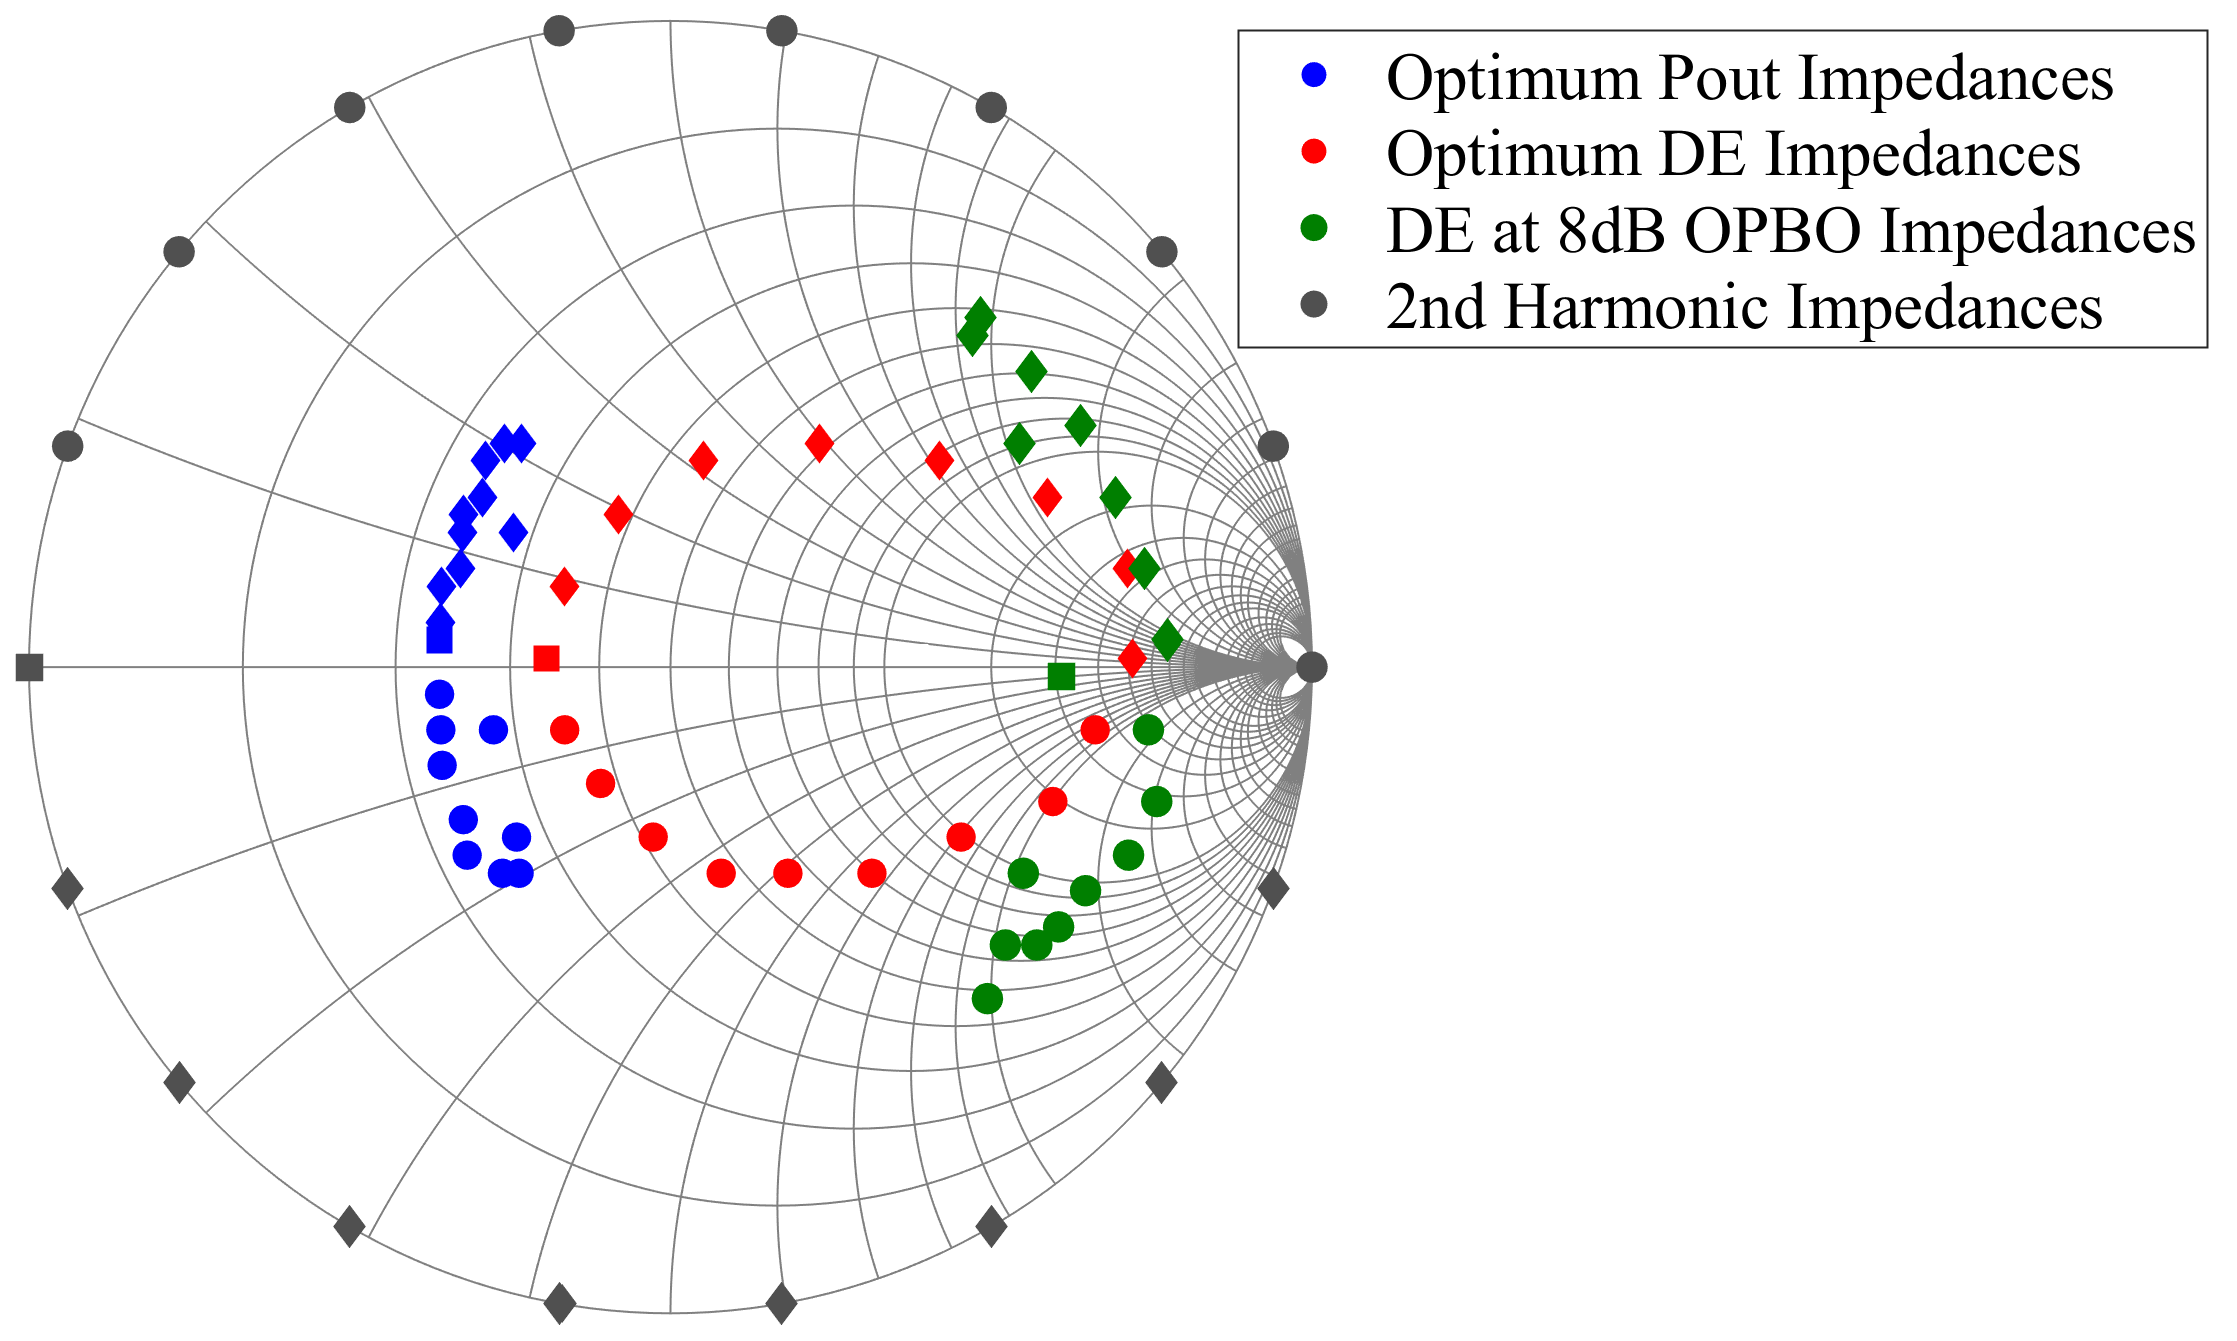 Optimum Pout Impedances
Optimum DE Impedances
DE at 8dB OPBO Impedances
2nd Harmonic Impedances